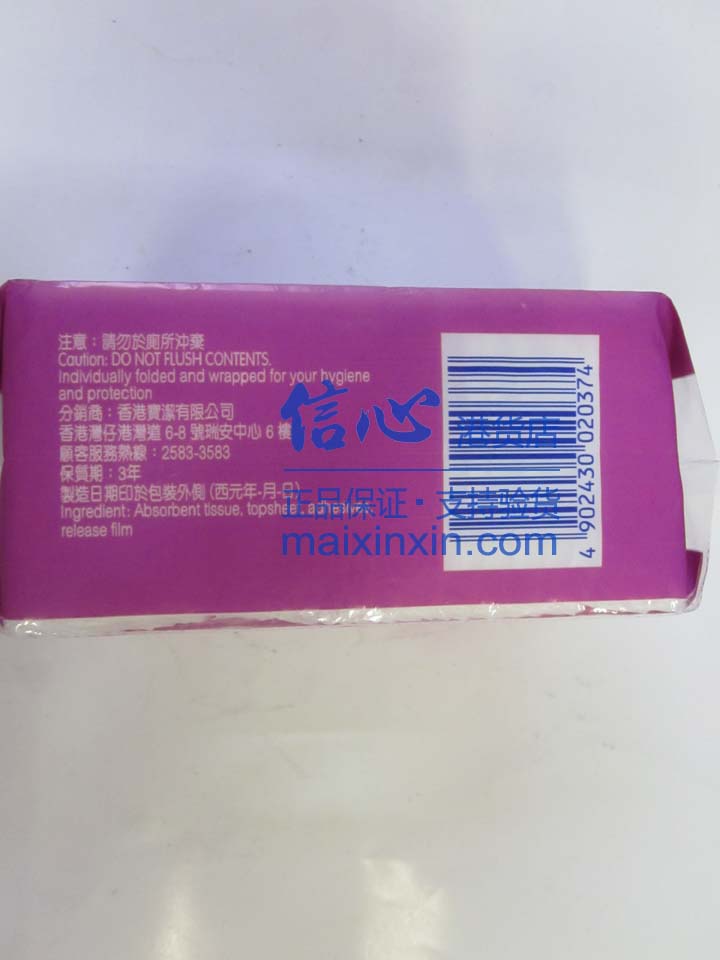 注意：請勿於廁所沖棄
Caution: DO NOT FLUSH CONTENTS.
Individually folded and wrapped for your hygiene
and protection
分銷商：香港寶潔有限公司
香港灣仔港灣道 6-8 號瑞安中心 6 樓
顧客服務熱線：2583-3583
保質期：3年
製造日期印於包裝外側 (西元年-月-日)
Ingredient: Absorbent tissue, topsheet, adhesive,
release film
4 902430 020374
信心 港货店
正品保证·支持验货
maixinxin.com